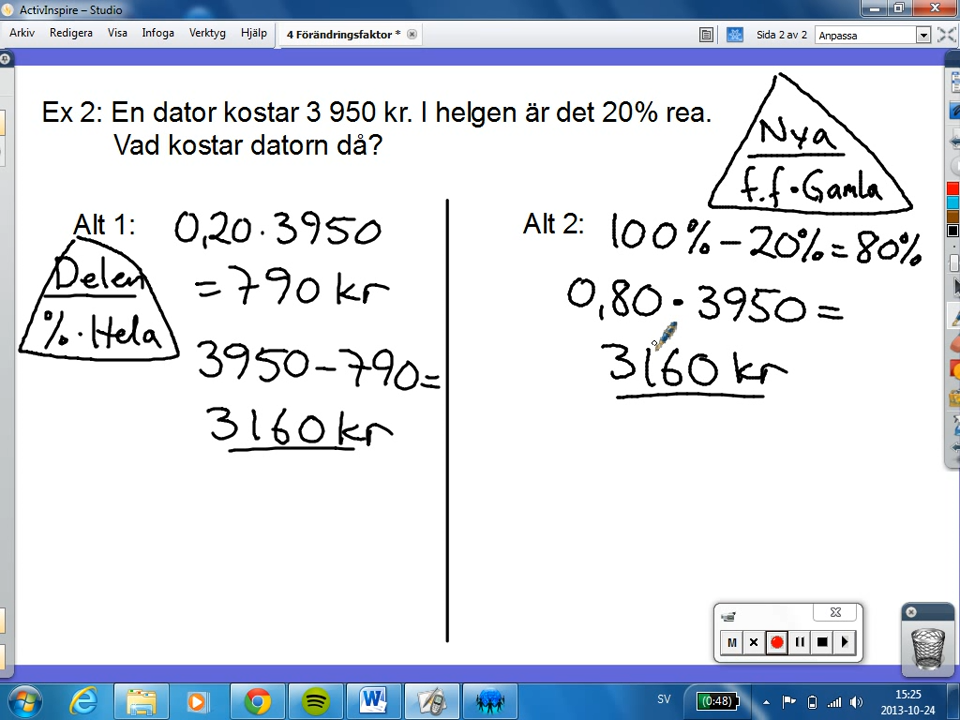 ActivInspire – Studio
Arkiv Redigera Visa Infoga Verktyg Hjälp 4 Förändringsfaktor * Sida 2 av 2 Anpassa
Ex 2: En dator kostar 3 950 kr. I helgen är det 20% rea.
Vad kostar datorn då?
Nya
f.f · Gamla
Alt 1: 0,20 · 3950
= 790 kr
Delen
% · Hela
3950 – 790 =
3160 kr
Alt 2: 100% – 20% = 80%
0,80 · 3950 =
3160 kr
M
SV (0:48) 15:25
2013-10-24